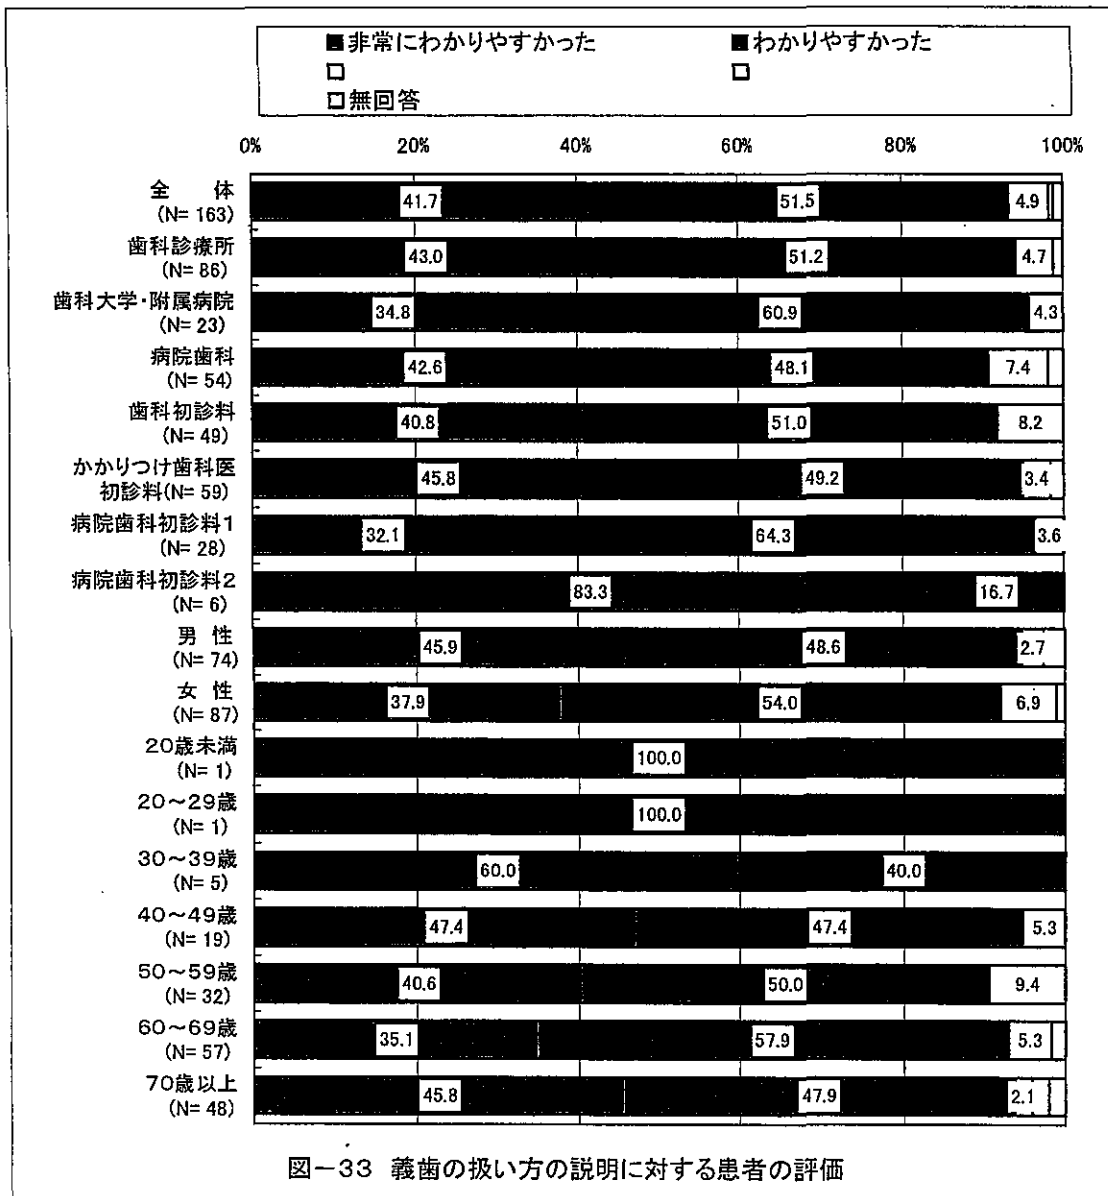 ■非常にわかりやすかった ■わかりやすかった
□ □
□無回答
0% 20% 40% 60% 80% 100%
全 体
(N= 163)
41.7 51.5 4.9
歯科診療所
(N= 86)
43.0 51.2 4.7
歯科大学・附属病院
(N= 23)
34.8 60.9 4.3
病院歯科
(N= 54)
42.6 48.1 7.4
歯科初診料
(N= 49)
40.8 51.0 8.2
かかりつけ歯科医
初診料(N= 59)
45.8 49.2 3.4
病院歯科初診料1
(N= 28)
32.1 64.3 3.6
病院歯科初診料2
(N= 6)
83.3 16.7
男 性
(N= 74)
45.9 48.6 2.7
女 性
(N= 87)
37.9 54.0 6.9
20歳未満
(N= 1)
100.0
20～29歳
(N= 1)
100.0
30～39歳
(N= 5)
60.0 40.0
40～49歳
(N= 19)
47.4 47.4 5.3
50～59歳
(N= 32)
40.6 50.0 9.4
60～69歳
(N= 57)
35.1 57.9 5.3
70歳以上
(N= 48)
45.8 47.9 2.1
図－33 義歯の扱い方の説明に対する患者の評価